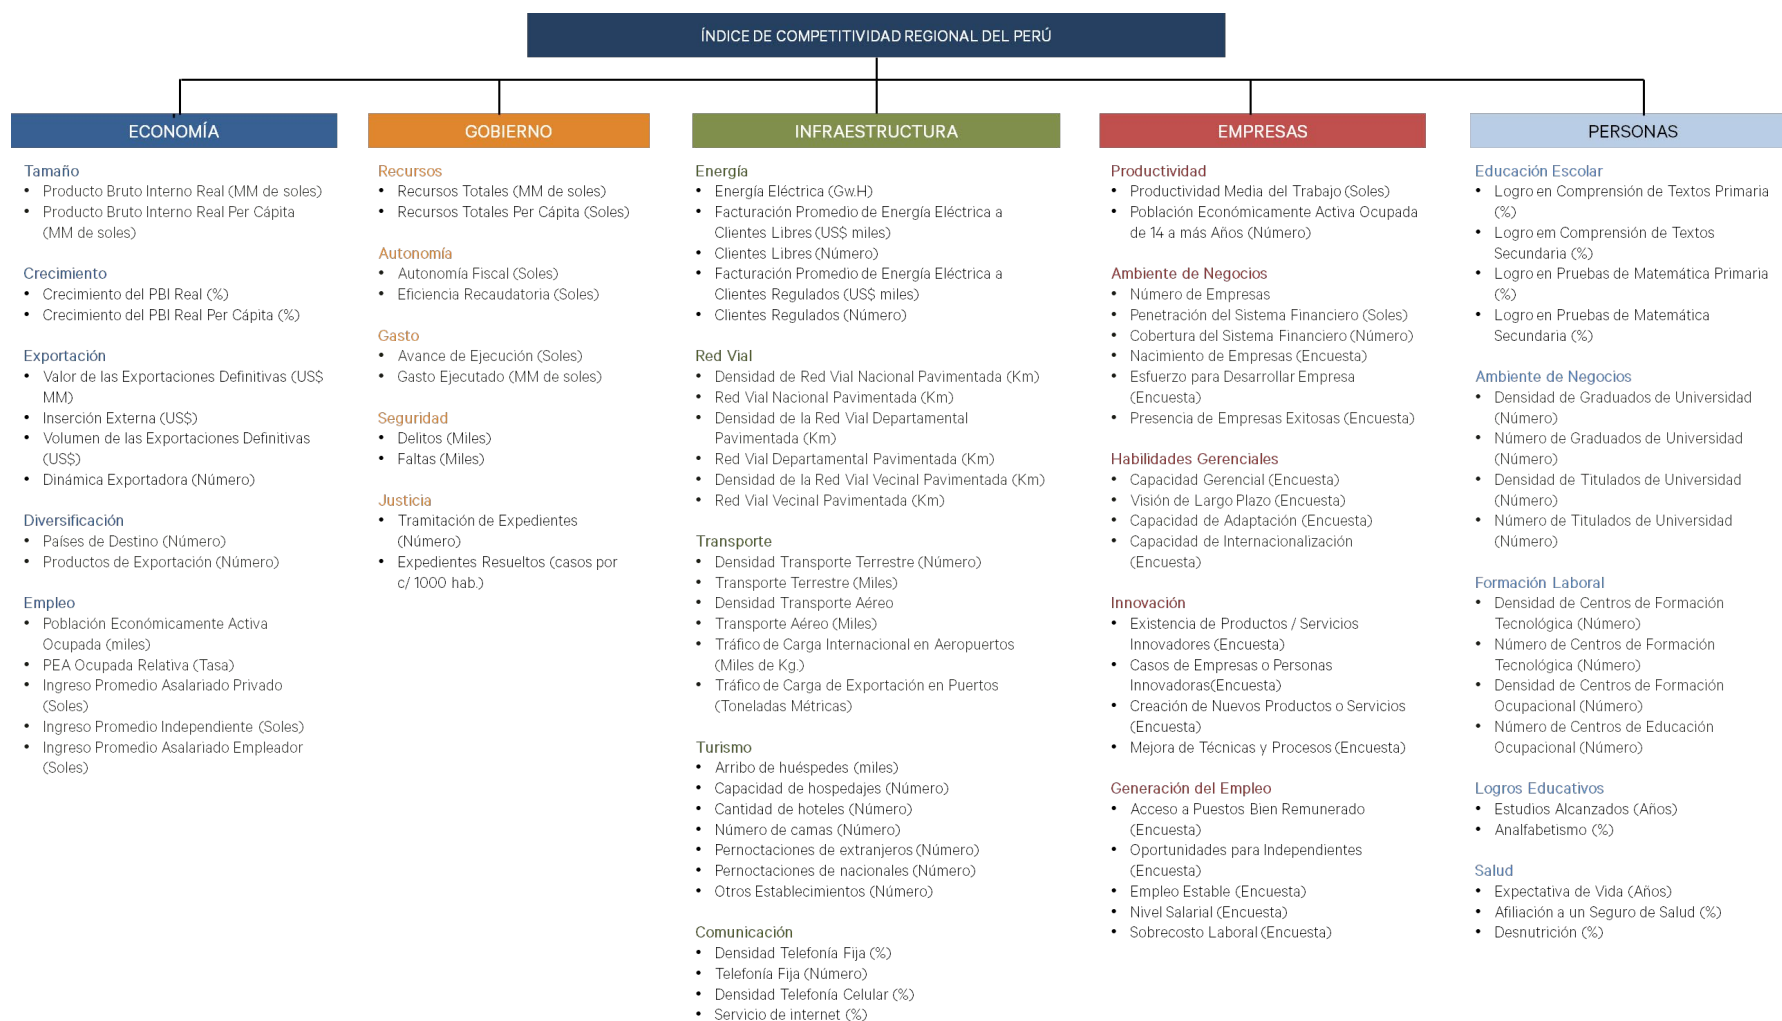 ÍNDICE DE COMPETITIVIDAD REGIONAL DEL PERÚ
ECONOMÍA
Tamaño
• Producto Bruto Interno Real (MM de soles)
• Producto Bruto Interno Real Per Cápita
(MM de soles)
Crecimiento
• Crecimiento del PBI Real (%)
• Crecimiento del PBI Real Per Cápita (%)
Exportación
• Valor de las Exportaciones Definitivas (US$
MM)
• Inserción Externa (US$)
• Volumen de las Exportaciones Definitivas
(US$)
• Dinámica Exportadora (Número)
Diversificación
• Países de Destino (Número)
• Productos de Exportación (Número)
Empleo
• Población Económicamente Activa
Ocupada (miles)
• PEA Ocupada Relativa (Tasa)
• Ingreso Promedio Asalariado Privado
(Soles)
• Ingreso Promedio Independiente (Soles)
• Ingreso Promedio Asalariado Empleador
(Soles)
GOBIERNO
Recursos
• Recursos Totales (MM de soles)
• Recursos Totales Per Cápita (Soles)
Autonomía
• Autonomía Fiscal (Soles)
• Eficiencia Recaudatoria (Soles)
Gasto
• Avance de Ejecución (Soles)
• Gasto Ejecutado (MM de soles)
Seguridad
• Delitos (Miles)
• Faltas (Miles)
Justicia
• Tramitación de Expedientes
(Número)
• Expedientes Resueltos (casos por
c/ 1000 hab.)
INFRAESTRUCTURA
Energía
• Energía Eléctrica (Gw.H)
• Facturación Promedio de Energía Eléctrica a
Clientes Libres (US$ miles)
• Clientes Libres (Número)
• Facturación Promedio de Energía Eléctrica a
Clientes Regulados (US$ miles)
• Clientes Regulados (Número)
Red Vial
• Densidad de Red Vial Nacional Pavimentada (Km)
• Red Vial Nacional Pavimentada (Km)
• Densidad de la Red Vial Departamental
Pavimentada (Km)
• Red Vial Departamental Pavimentada (Km)
• Densidad de la Red Vial Vecinal Pavimentada (Km)
• Red Vial Vecinal Pavimentada (Km)
Transporte
• Densidad Transporte Terrestre (Número)
• Transporte Terrestre (Miles)
• Densidad Transporte Aéreo
• Transporte Aéreo (Miles)
• Tráfico de Carga Internacional en Aeropuertos
(Miles de Kg.)
• Tráfico de Carga de Exportación en Puertos
(Toneladas Métricas)
Turismo
• Arribo de huéspedes (miles)
• Capacidad de hospedajes (Número)
• Cantidad de hoteles (Número)
• Número de camas (Número)
• Pernoctaciones de extranjeros (Número)
• Pernoctaciones de nacionales (Número)
• Otros Establecimientos (Número)
Comunicación
• Densidad Telefonía Fija (%)
• Telefonía Fija (Número)
• Densidad Telefonía Celular (%)
• Servicio de internet (%)
EMPRESAS
Productividad
• Productividad Media del Trabajo (Soles)
• Población Económicamente Activa Ocupada
de 14 a más Años (Número)
Ambiente de Negocios
• Número de Empresas
• Penetración del Sistema Financiero (Soles)
• Cobertura del Sistema Financiero (Número)
• Nacimiento de Empresas (Encuesta)
• Esfuerzo para Desarrollar Empresa
(Encuesta)
• Presencia de Empresas Exitosas (Encuesta)
Habilidades Gerenciales
• Capacidad Gerencial (Encuesta)
• Visión de Largo Plazo (Encuesta)
• Capacidad de Adaptación (Encuesta)
• Capacidad de Internacionalización
(Encuesta)
Innovación
• Existencia de Productos / Servicios
Innovadores (Encuesta)
• Casos de Empresas o Personas
Innovadoras(Encuesta)
• Creación de Nuevos Productos o Servicios
(Encuesta)
• Mejora de Técnicas y Procesos (Encuesta)
Generación del Empleo
• Acceso a Puestos Bien Remunerado
(Encuesta)
• Oportunidades para Independientes
(Encuesta)
• Empleo Estable (Encuesta)
• Nivel Salarial (Encuesta)
• Sobrecosto Laboral (Encuesta)
PERSONAS
Educación Escolar
• Logro en Comprensión de Textos Primaria
(%)
• Logro em Comprensión de Textos
Secundaria (%)
• Logro en Pruebas de Matemática Primaria
(%)
• Logro en Pruebas de Matemática
Secundaria (%)
Ambiente de Negocios
• Densidad de Graduados de Universidad
(Número)
• Número de Graduados de Universidad
(Número)
• Densidad de Titulados de Universidad
(Número)
• Número de Titulados de Universidad
(Número)
Formación Laboral
• Densidad de Centros de Formación
Tecnológica (Número)
• Número de Centros de Formación
Tecnológica (Número)
• Densidad de Centros de Formación
Ocupacional (Número)
• Número de Centros de Educación
Ocupacional (Número)
Logros Educativos
• Estudios Alcanzados (Años)
• Analfabetismo (%)
Salud
• Expectativa de Vida (Años)
• Afiliación a un Seguro de Salud (%)
• Desnutrición (%)